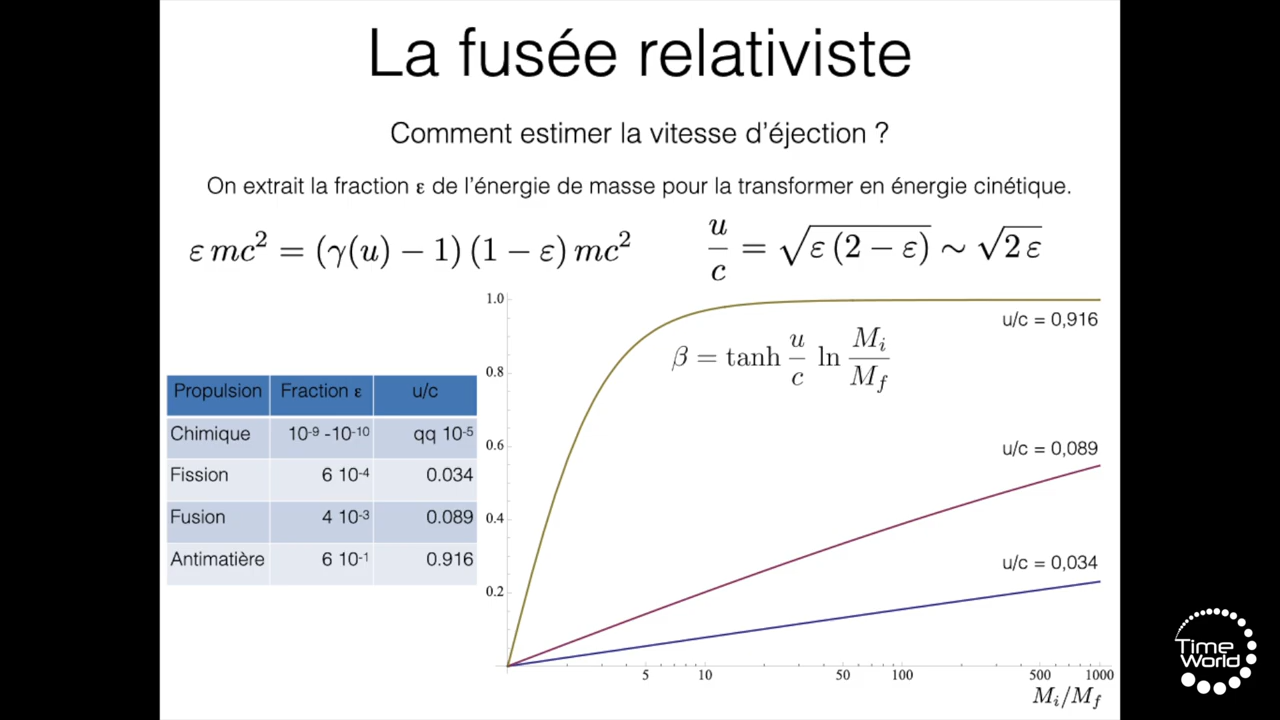 La fusée relativiste
Comment estimer la vitesse d'éjection ?
On extrait la fraction ε de l'énergie de masse pour la transformer en énergie cinétique.
ε mc² = (γ(u) − 1) (1 − ε) mc²
u/c = √(ε (2 − ε)) ∼ √(2 ε)
Propulsion Fraction ε u/c
Chimique 10⁻⁹ -10⁻¹⁰ qq 10⁻⁵
Fission 6 10⁻⁴ 0.034
Fusion 4 10⁻³ 0.089
Antimatière 6 10⁻¹ 0.916
1.0
0.8
0.6
0.4
0.2
β = tanh u/c ln Mi/Mf
u/c = 0,916
u/c = 0,089
u/c = 0,034
5 10 50 100 500 1000
Mi/Mf
Time
World